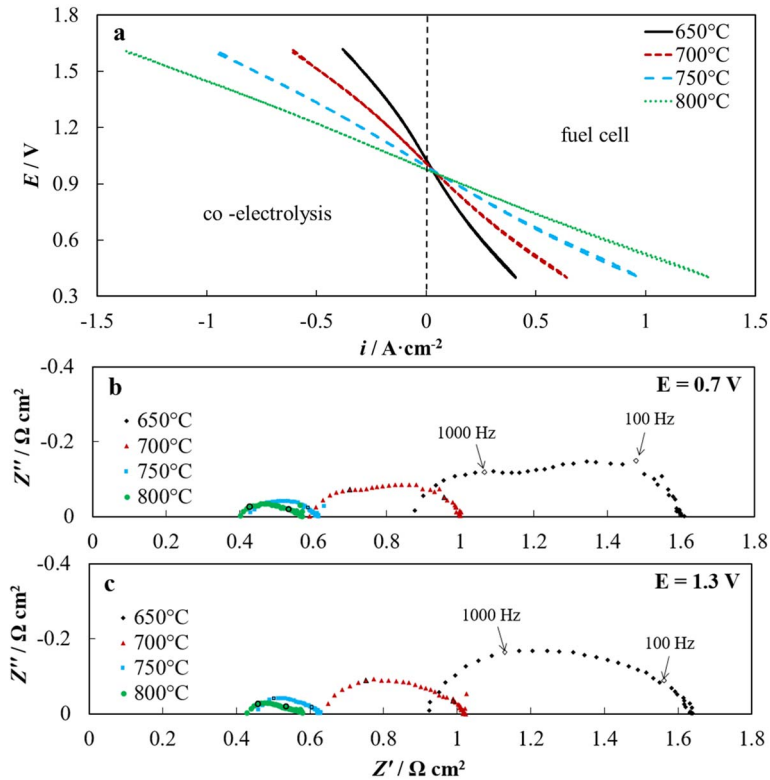 1.8
1.5
1.2
0.9
0.6
0.3
E / V
a
650°C
700°C
750°C
800°C
fuel cell
co -electrolysis
-1.5 -1 -0.5 0 0.5 1 1.5
i / A·cm⁻²
-0.4
-0.2
0
Z'' / Ω cm²
b
E = 0.7 V
650°C
700°C
750°C
800°C
1000 Hz
100 Hz
0 0.2 0.4 0.6 0.8 1 1.2 1.4 1.6 1.8
-0.4
-0.2
0
Z'' / Ω cm²
c
E = 1.3 V
650°C
700°C
750°C
800°C
1000 Hz
100 Hz
0 0.2 0.4 0.6 0.8 1 1.2 1.4 1.6 1.8
Z' / Ω cm²